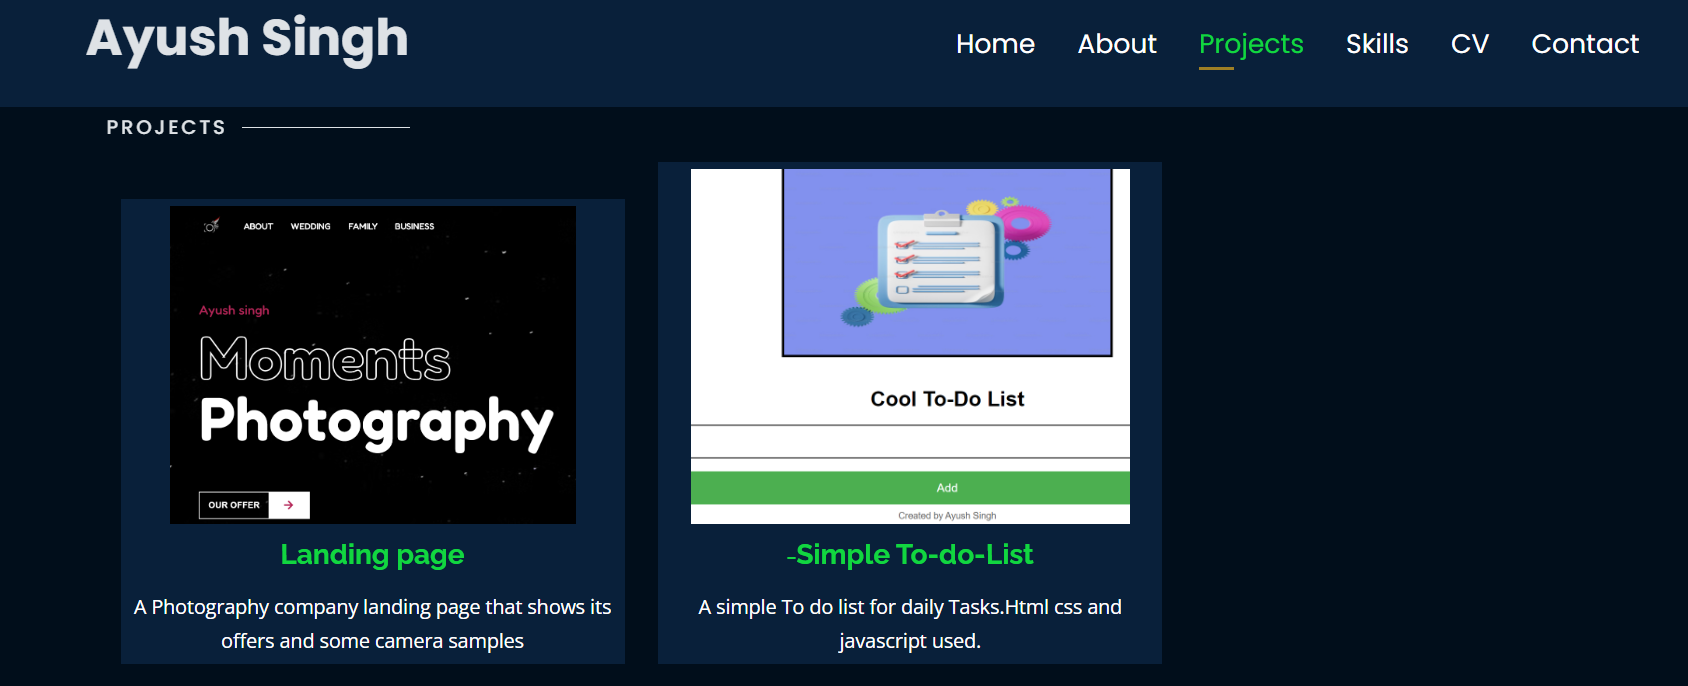 Ayush Singh
Home About Projects Skills CV Contact
PROJECTS
ABOUT WEDDING FAMILY BUSINESS
Ayush singh
Moments
Photography
OUR OFFER →
Landing page
A Photography company landing page that shows its
offers and some camera samples
Cool To-Do List
Add
Created by Ayush Singh
-Simple To-do-List
A simple To do list for daily Tasks.Html css and
javascript used.